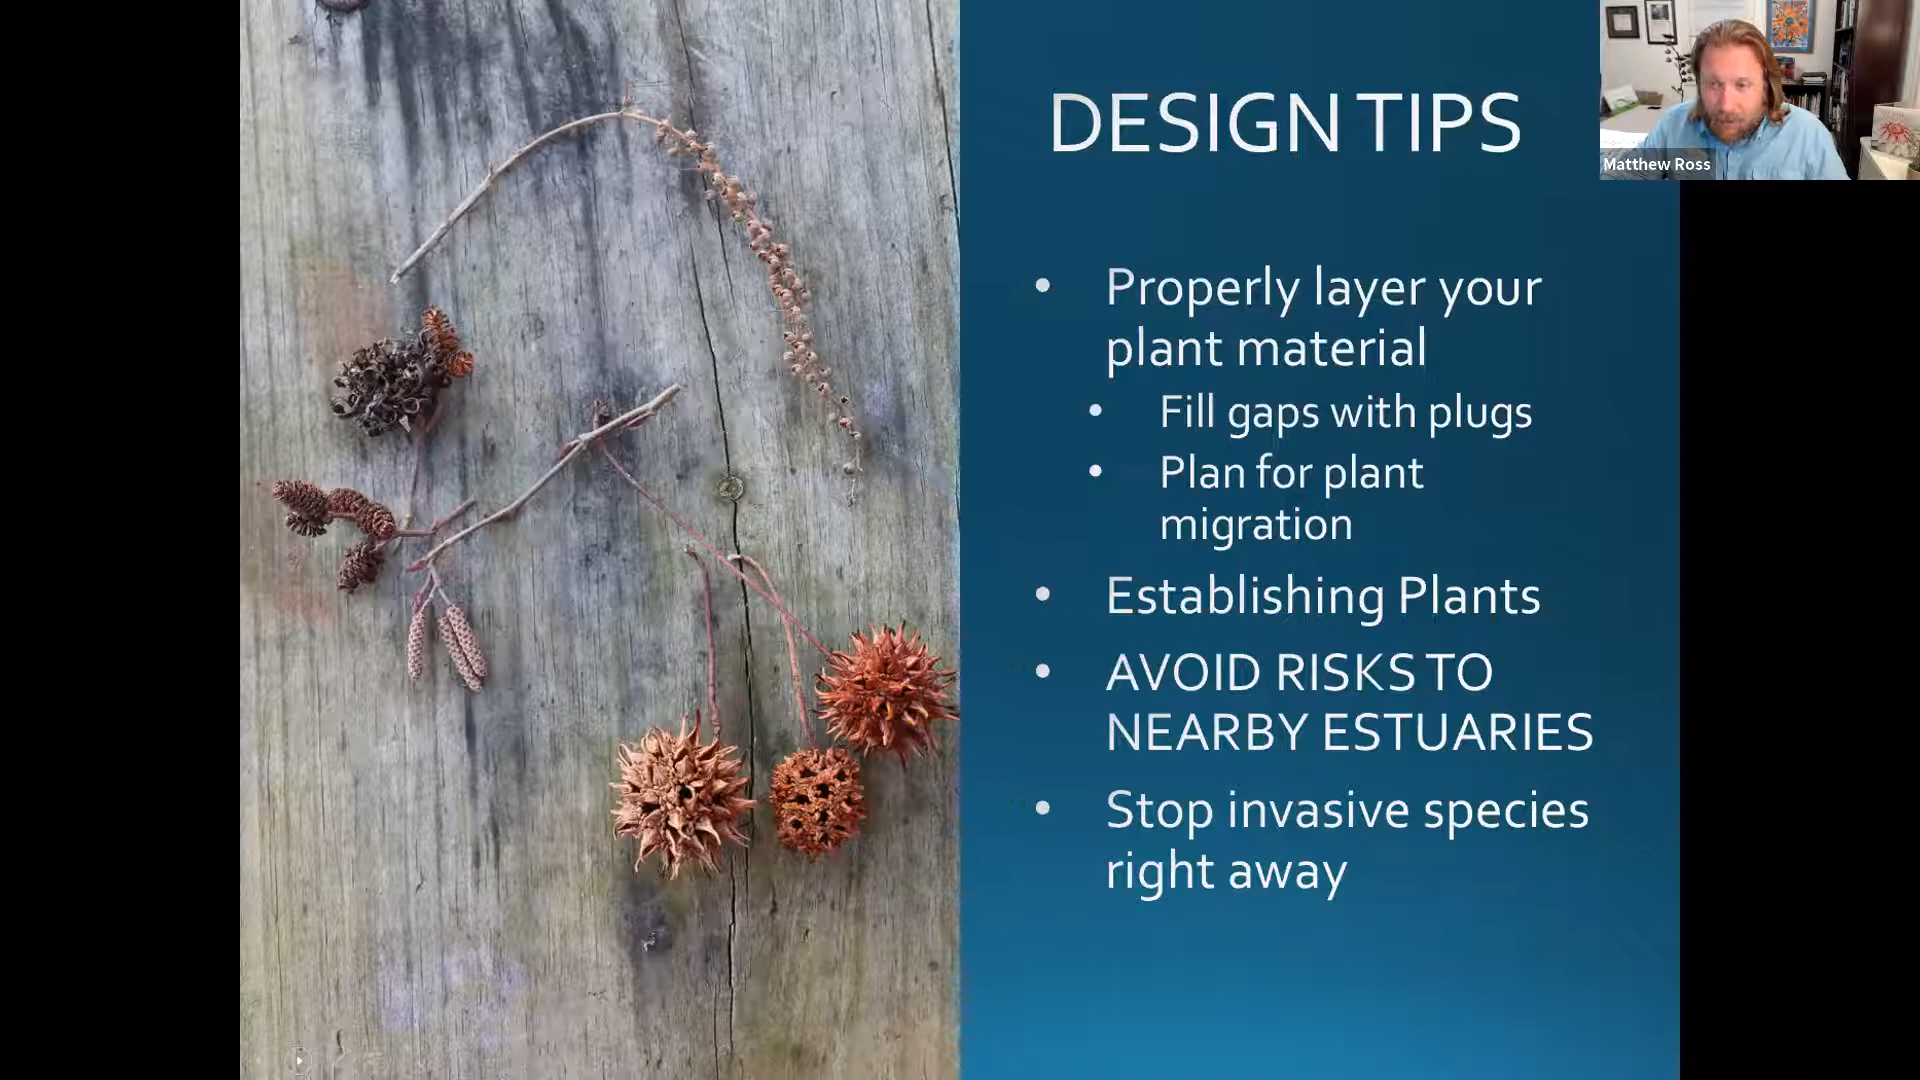 DESIGN TIPS
Matthew Ross
• Properly layer your
plant material
• Fill gaps with plugs
• Plan for plant
migration
• Establishing Plants
• AVOID RISKS TO
NEARBY ESTUARIES
• Stop invasive species
right away